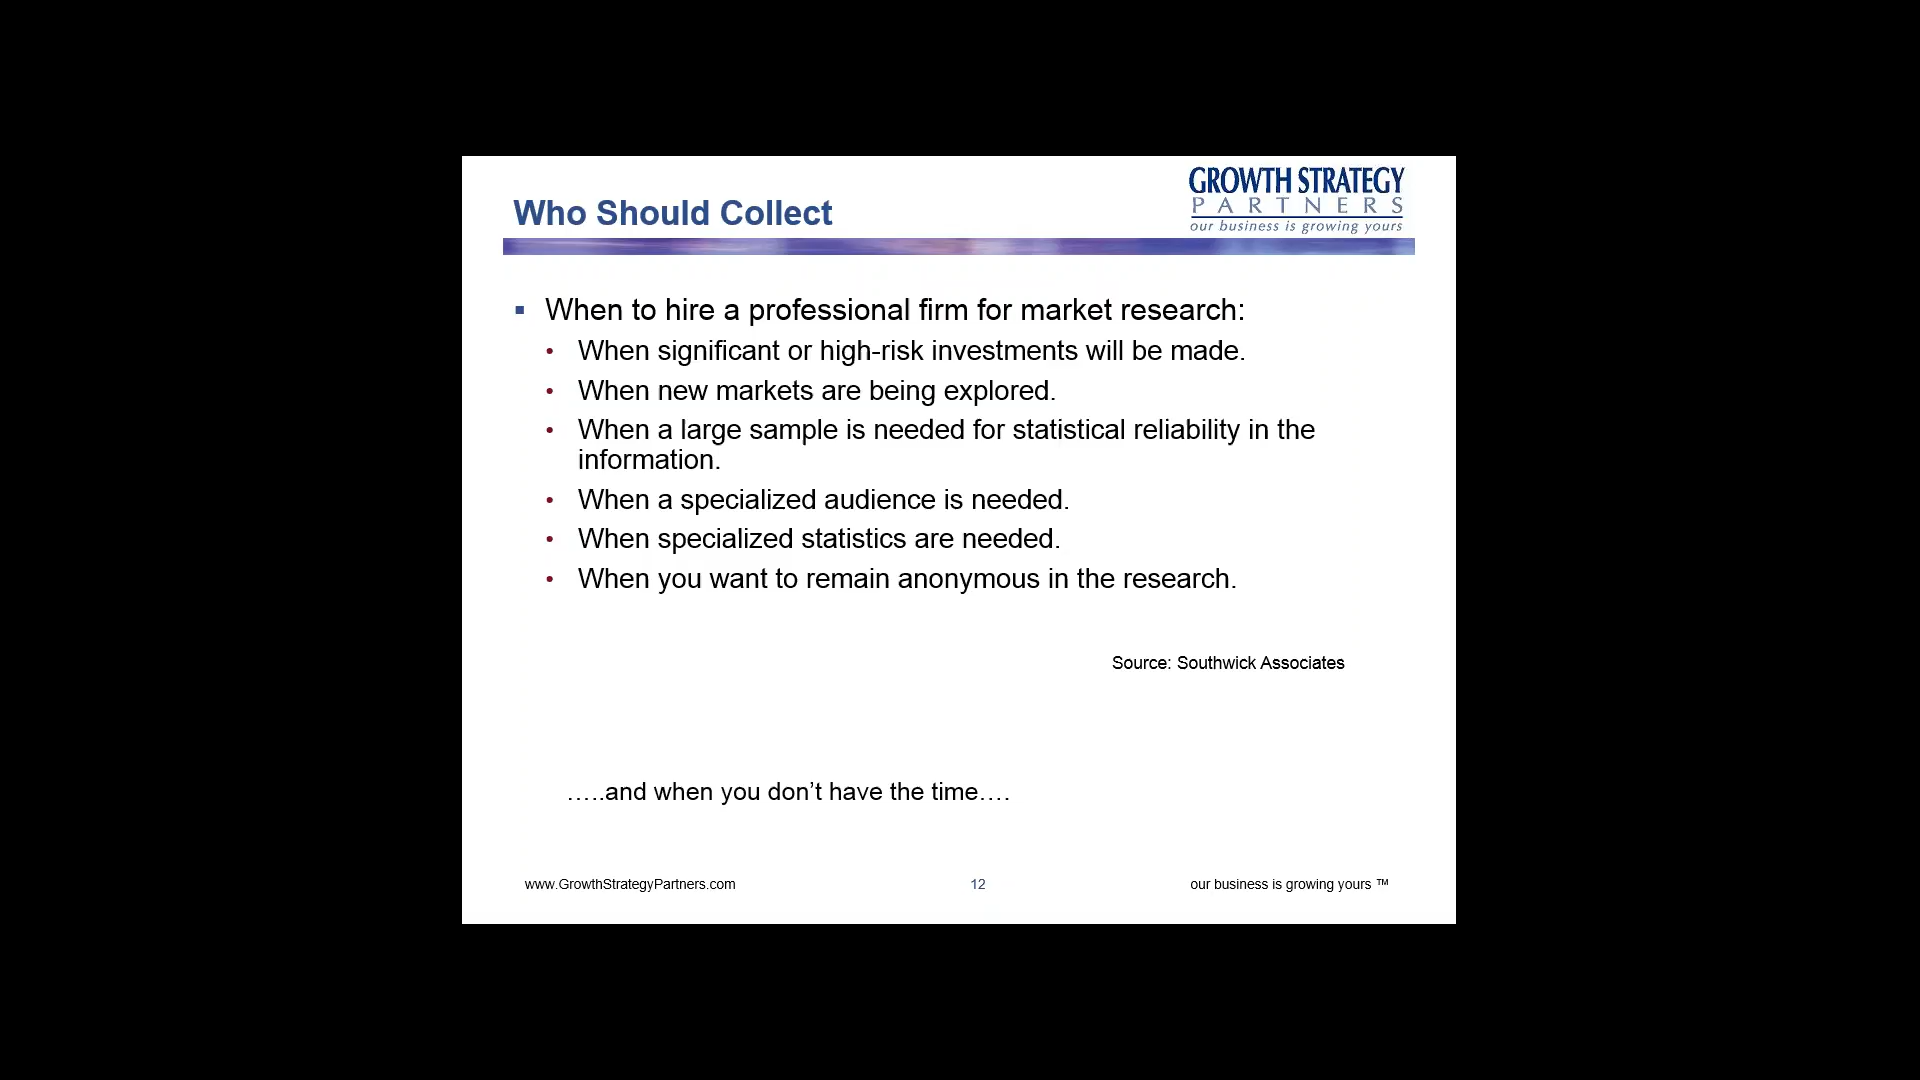 GROWTH STRATEGY
PARTNERS
our business is growing yours
Who Should Collect
▪ When to hire a professional firm for market research:
• When significant or high-risk investments will be made.
• When new markets are being explored.
• When a large sample is needed for statistical reliability in the
information.
• When a specialized audience is needed.
• When specialized statistics are needed.
• When you want to remain anonymous in the research.
Source: Southwick Associates
…..and when you don’t have the time….
www.GrowthStrategyPartners.com
12
our business is growing yours ™